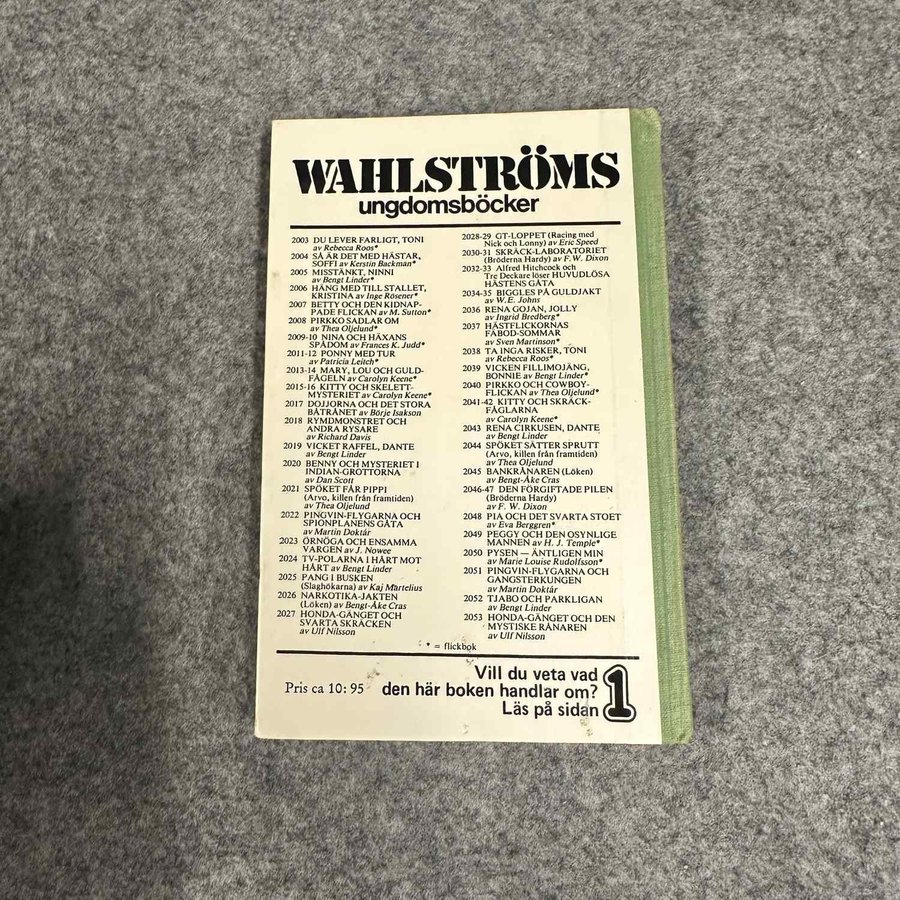 WAHLSTRÖMS
ungdomsböcker
2003 DU LEVER FARLIGT, TONI
av Rebecca Roos*
2004 SÅ ÄR DET MED HÄSTAR,
SOFFI av Kerstin Backman*
2005 MISSTÄNKT, NINNI
av Bengt Linder*
2006 HÄNG MED TILL STALLET,
KRISTINA av Inge Rösener*
2007 BETTY OCH DEN KIDNAP-
PADE FLICKAN av M. Sutton*
2008 PIRKKO SADLAR OM
av Thea Oljelund*
2009-10 NINA OCH HÄXANS
SPÅDOM av Frances K. Judd*
2011-12 PONNY MED TUR
av Patricia Leitch*
2013-14 MARY, LOU OCH GULD-
FÅGELN av Carolyn Keene*
2015-16 KITTY OCH SKELETT-
MYSTERIET av Carolyn Keene*
2017 DOJJORNA OCH DET STORA
BÅTRÅNET av Börje Isakson
2018 RYMDMONSTRET OCH
ANDRA RYSARE
av Richard Davis
2019 VICKET RAFFEL, DANTE
av Bengt Linder
2020 BENNY OCH MYSTERIET I
INDIAN-GROTTORNA
av Dan Scott
2021 SPÖKET FÅR PIPPI
(Arvo, killen från framtiden)
av Thea Oljelund
2022 PINGVIN-FLYGARNA OCH
SPIONPLANENS GÅTA
av Martin Doktár
2023 ÖRNÖGA OCH ENSAMMA
VARGEN av J. Nowee
2024 TV-POLARNA I HÅRT MOT
HÅRT av Bengt Linder
2025 PANG I BUSKEN
(Slaghökarna) av Kaj Martelius
2026 NARKOTIKA-JAKTEN
(Löken) av Bengt-Åke Cras
2027 HONDA-GÄNGET OCH
SVARTA SKRÄCKEN
av Ulf Nilsson
2028-29 GT-LOPPET (Racing med
Nick och Lonny) av Eric Speed
2030-31 SKRÄCK-LABORATORIET
(Bröderna Hardy) av F. W. Dixon
2032-33 Alfred Hitchcock och
Tre Deckare löser HUVUDLÖSA
HÄSTENS GÅTA
2034-35 BIGGLES PÅ GULDJAKT
av W.E. Johns
2036 RENA GOJAN, JOLLY
av Ingrid Bredberg*
2037 HÄSTFLICKORNAS
FÄBOD-SOMMAR
av Sven Martinson*
2038 TA INGA RISKER, TONI
av Rebecca Roos*
2039 VICKEN FILLIMOJÄNG,
BONNIE av Bengt Linder*
2040 PIRKKO OCH COWBOY-
FLICKAN av Thea Oljelund*
2041-42 KITTY OCH SKRÄCK-
FÅGLARNA
av Carolyn Keene*
2043 RENA CIRKUSEN, DANTE
av Bengt Linder
2044 SPÖKET SÄTTER SPRUTT
(Arvo, killen från framtiden)
av Thea Oljelund
2045 BANKRÅNAREN (Löken)
av Bengt-Åke Cras
2046-47 DEN FÖRGIFTADE PILEN
(Bröderna Hardy)
av F. W. Dixon
2048 PIA OCH DET SVARTA STOET
av Eva Berggren*
2049 PEGGY OCH DEN OSYNLIGE
MANNEN av H. J. Temple*
2050 PYSEN — ÄNTLIGEN MIN
av Marie Louise Rudolfsson*
2051 PINGVIN-FLYGARNA OCH
GANGSTERKUNGEN
av Martin Doktár
2052 TJABO OCH PARKLIGAN
av Bengt Linder
2053 HONDA-GÄNGET OCH DEN
MYSTISKE RÅNAREN
av Ulf Nilsson
* = flickbok
Pris ca 10: 95
Vill du veta vad
den här boken handlar om?
Läs på sidan 1